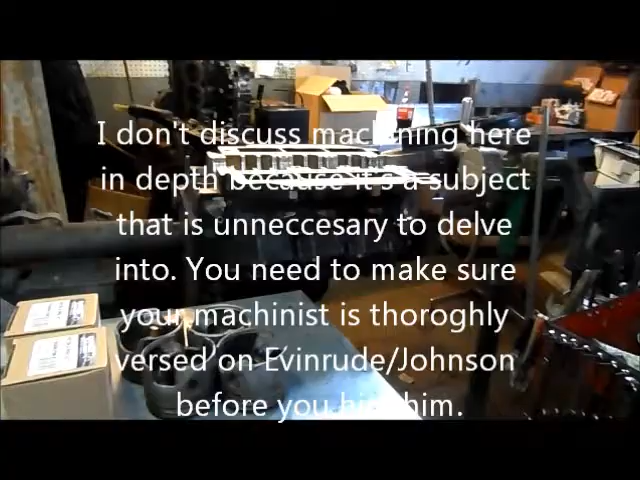 I don't discuss machining here
in depth because it's a subject
that is unneccesary to delve
into. You need to make sure
your machinist is thoroghly
versed on Evinrude/Johnson
before you hire him.